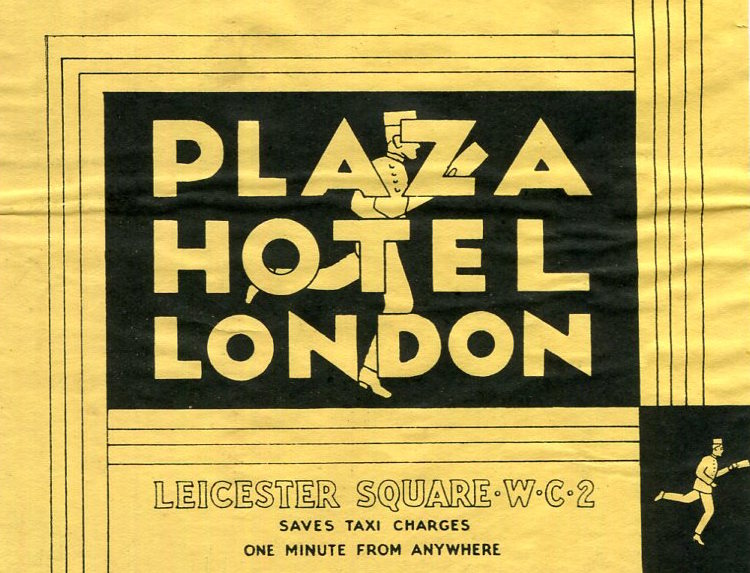 PLAZA
HOTEL
LONDON
LEICESTER SQUARE·W·C·2
SAVES TAXI CHARGES
ONE MINUTE FROM ANYWHERE